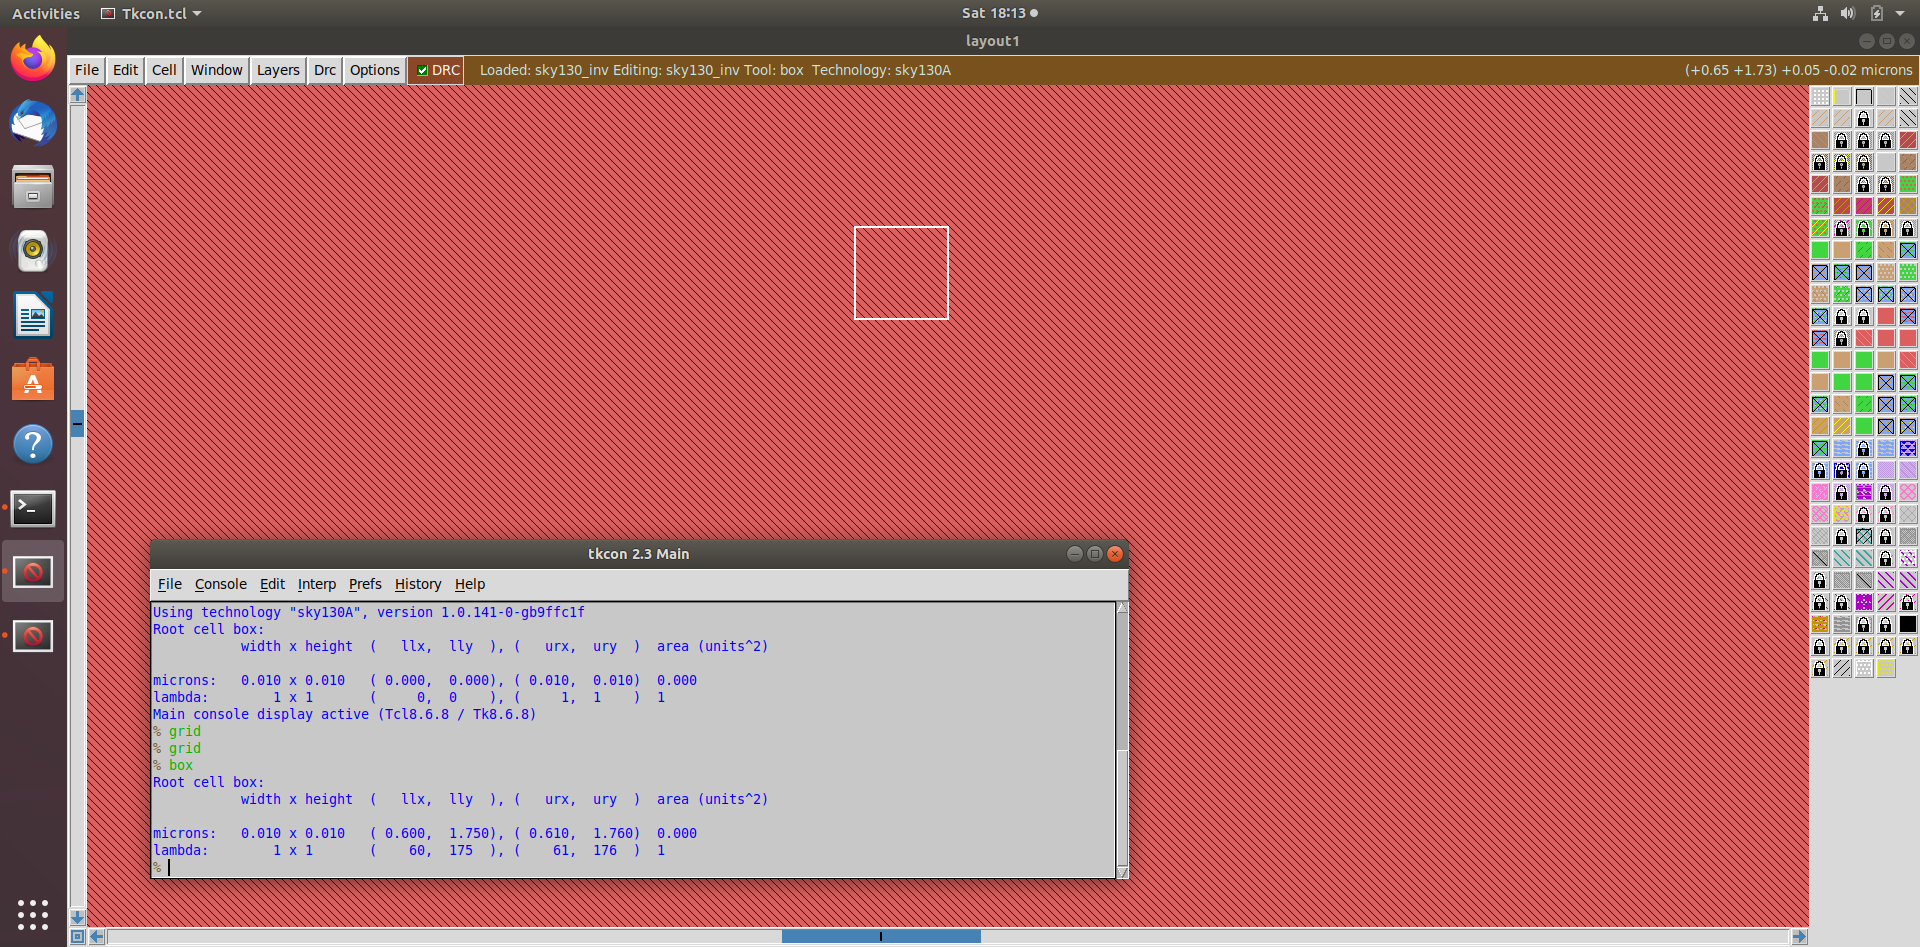 Activities Tkcon.tcl Sat 18:13
layout1
File Edit Cell Window Layers Drc Options DRC Loaded: sky130_inv Editing: sky130_inv Tool: box Technology: sky130A (+0.65 +1.73) +0.05 -0.02 microns
tkcon 2.3 Main
File Console Edit Interp Prefs History Help
Using technology "sky130A", version 1.0.141-0-gb9ffc1f
Root cell box:
width x height ( llx, lly ), ( urx, ury ) area (units^2)
microns: 0.010 x 0.010 ( 0.000, 0.000), ( 0.010, 0.010) 0.000
lambda: 1 x 1 ( 0, 0 ), ( 1, 1 ) 1
Main console display active (Tcl8.6.8 / Tk8.6.8)
% grid
% grid
% box
Root cell box:
width x height ( llx, lly ), ( urx, ury ) area (units^2)
microns: 0.010 x 0.010 ( 0.600, 1.750), ( 0.610, 1.760) 0.000
lambda: 1 x 1 ( 60, 175 ), ( 61, 176 ) 1
%